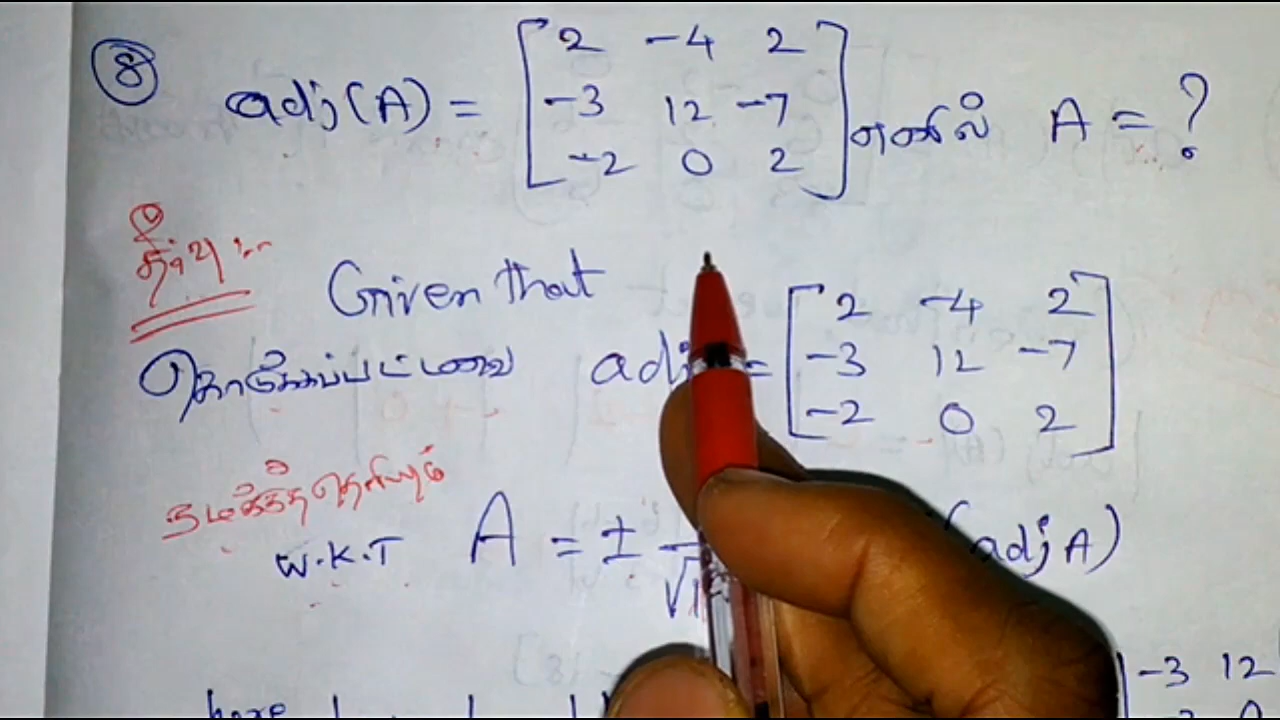 8 adj(A) = [ 2 -4 2
-3 12 -7
-2 0 2 ] எனில் A = ?
தீர்வு :-
Given that
கொடுக்கப்பட்டவை adj = [ 2 -4 2
-3 12 -7
-2 0 2 ]
நமக்கு தெரியும்
W.K.T A = ± √ (adj A)
-3 12
here